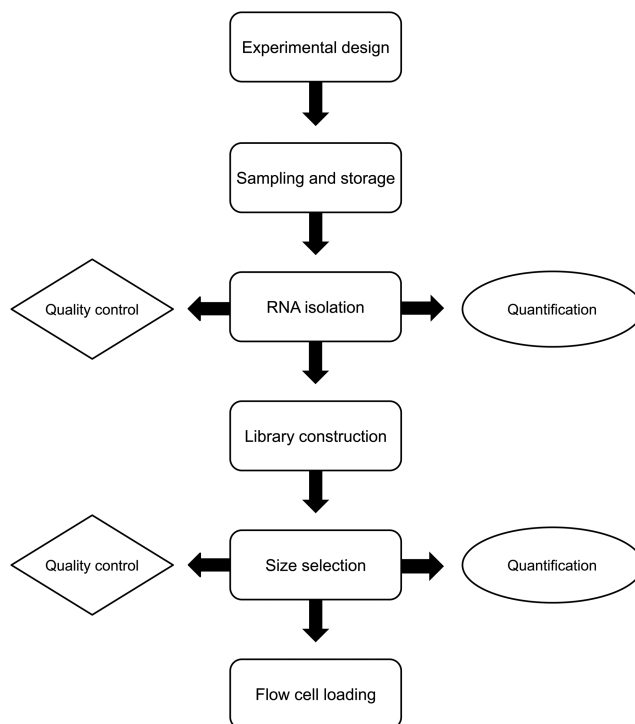 Experimental design
Sampling and storage
Quality control
RNA isolation
Quantification
Library construction
Quality control
Size selection
Quantification
Flow cell loading